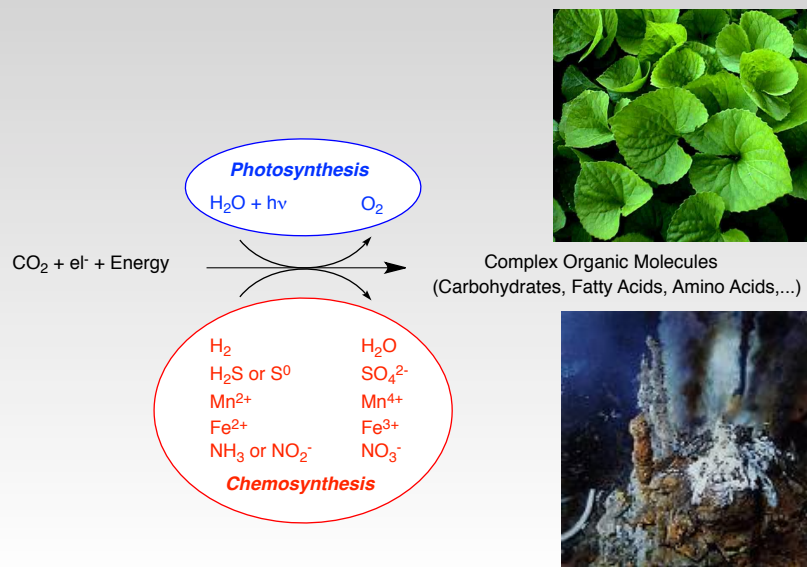 Photosynthesis
H₂O + hν O₂
CO₂ + el⁻ + Energy
Complex Organic Molecules
(Carbohydrates, Fatty Acids, Amino Acids,...)
H₂ H₂O
H₂S or S⁰ SO₄²⁻
Mn²⁺ Mn⁴⁺
Fe²⁺ Fe³⁺
NH₃ or NO₂⁻ NO₃⁻
Chemosynthesis